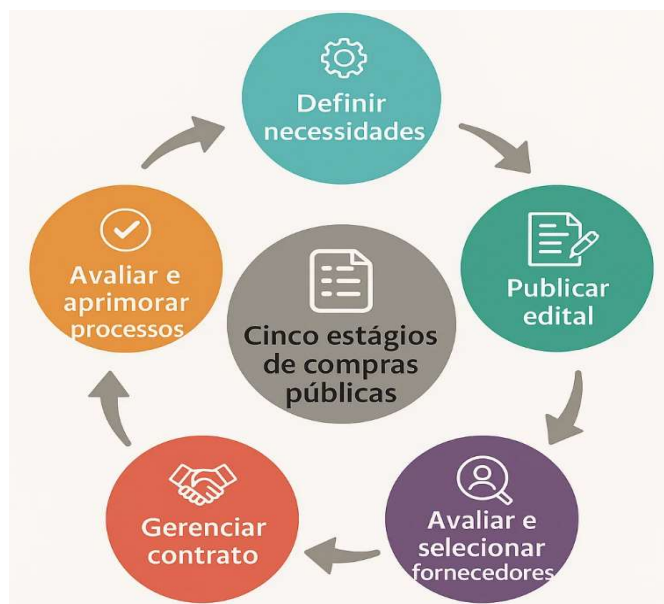 Definir
necessidades
Publicar
edital
Avaliar e
selecionar
fornecedores
Gerenciar
contrato
Avaliar e
aprimorar
processos
Cinco estágios
de compras
públicas